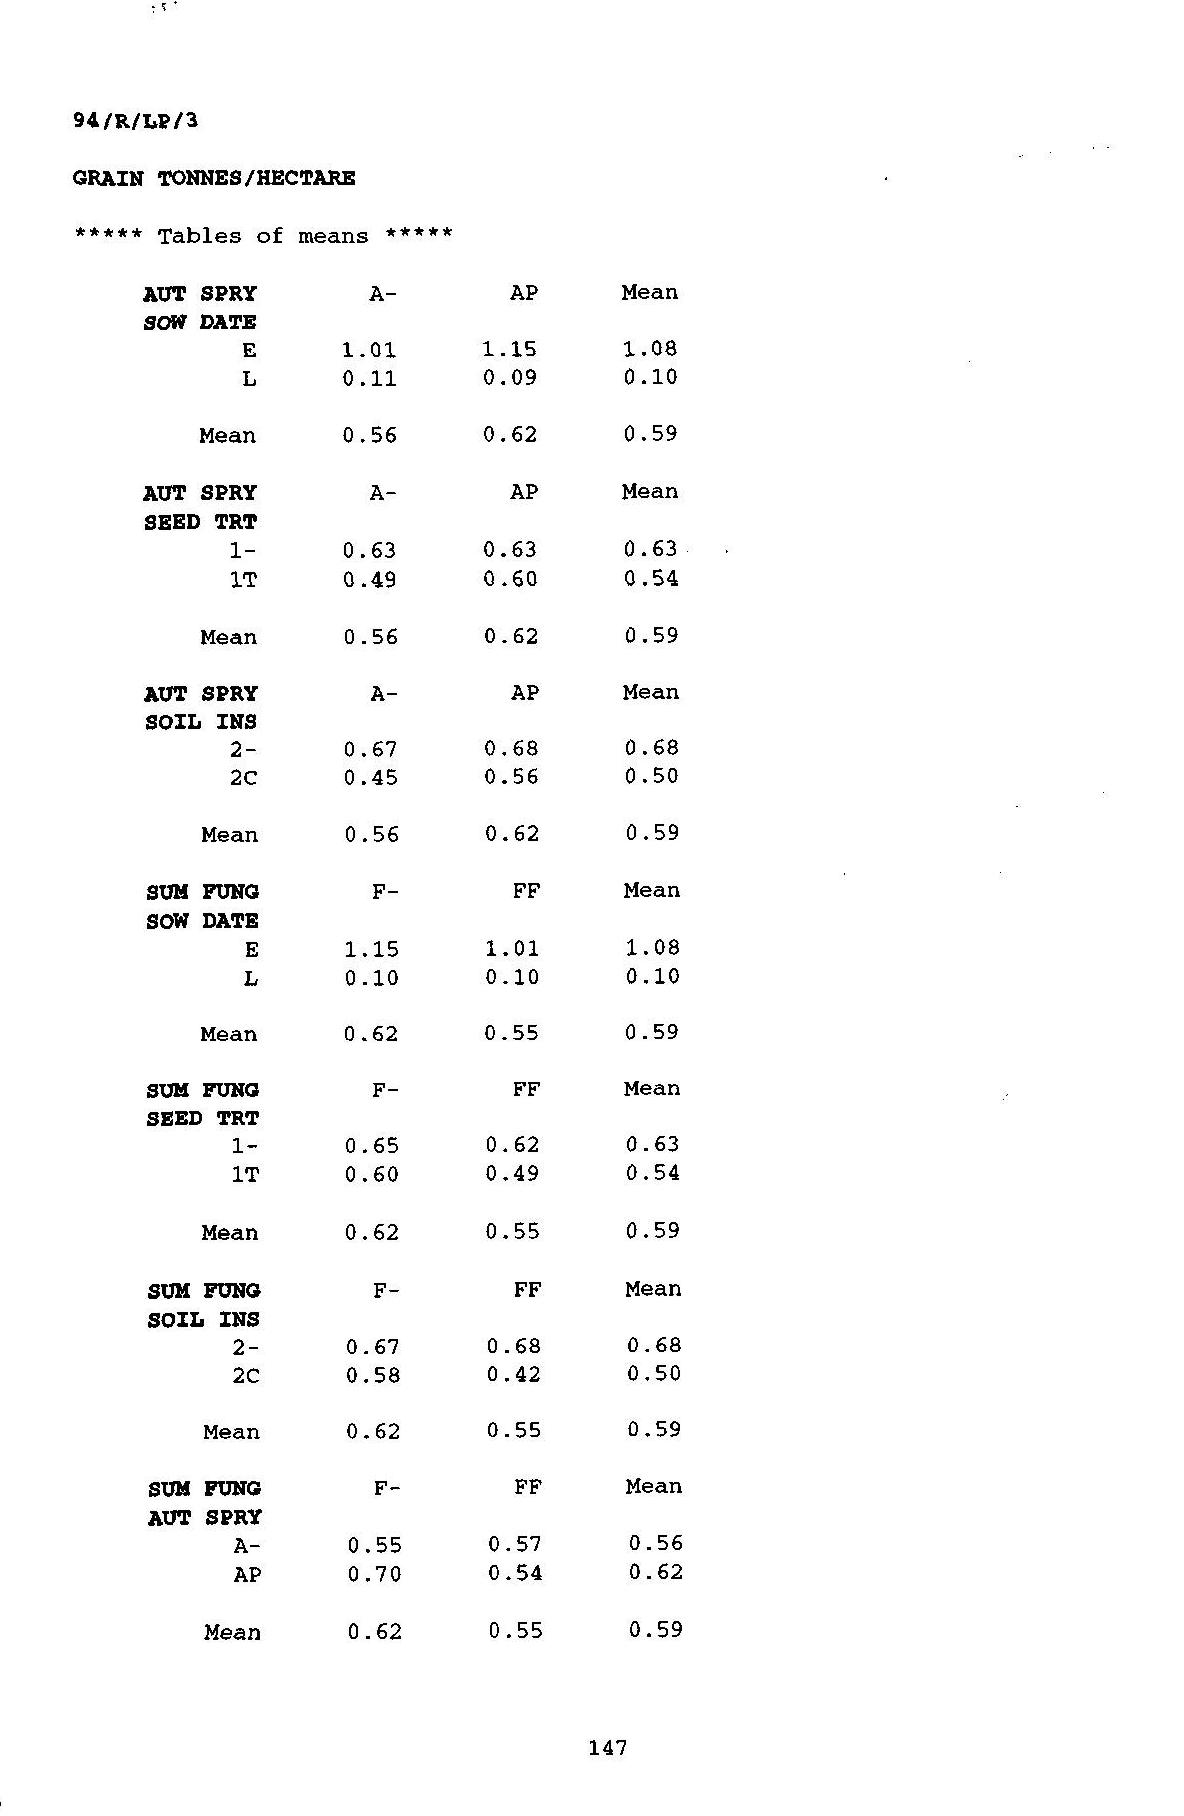 94/R/LP/3
GRAIN TONNES/HECTARE
***** Tables of means *****
AUT SPRY A- AP Mean
SOW DATE
E 1.01 1.15 1.08
L 0.11 0.09 0.10
Mean 0.56 0.62 0.59
AUT SPRY A- AP Mean
SEED TRT
1- 0.63 0.63 0.63
1T 0.49 0.60 0.54
Mean 0.56 0.62 0.59
AUT SPRY A- AP Mean
SOIL INS
2- 0.67 0.68 0.68
2C 0.45 0.56 0.50
Mean 0.56 0.62 0.59
SUM FUNG F- FF Mean
SOW DATE
E 1.15 1.01 1.08
L 0.10 0.10 0.10
Mean 0.62 0.55 0.59
SUM FUNG F- FF Mean
SEED TRT
1- 0.65 0.62 0.63
1T 0.60 0.49 0.54
Mean 0.62 0.55 0.59
SUM FUNG F- FF Mean
SOIL INS
2- 0.67 0.68 0.68
2C 0.58 0.42 0.50
Mean 0.62 0.55 0.59
SUM FUNG F- FF Mean
AUT SPRY
A- 0.55 0.57 0.56
AP 0.70 0.54 0.62
Mean 0.62 0.55 0.59
147